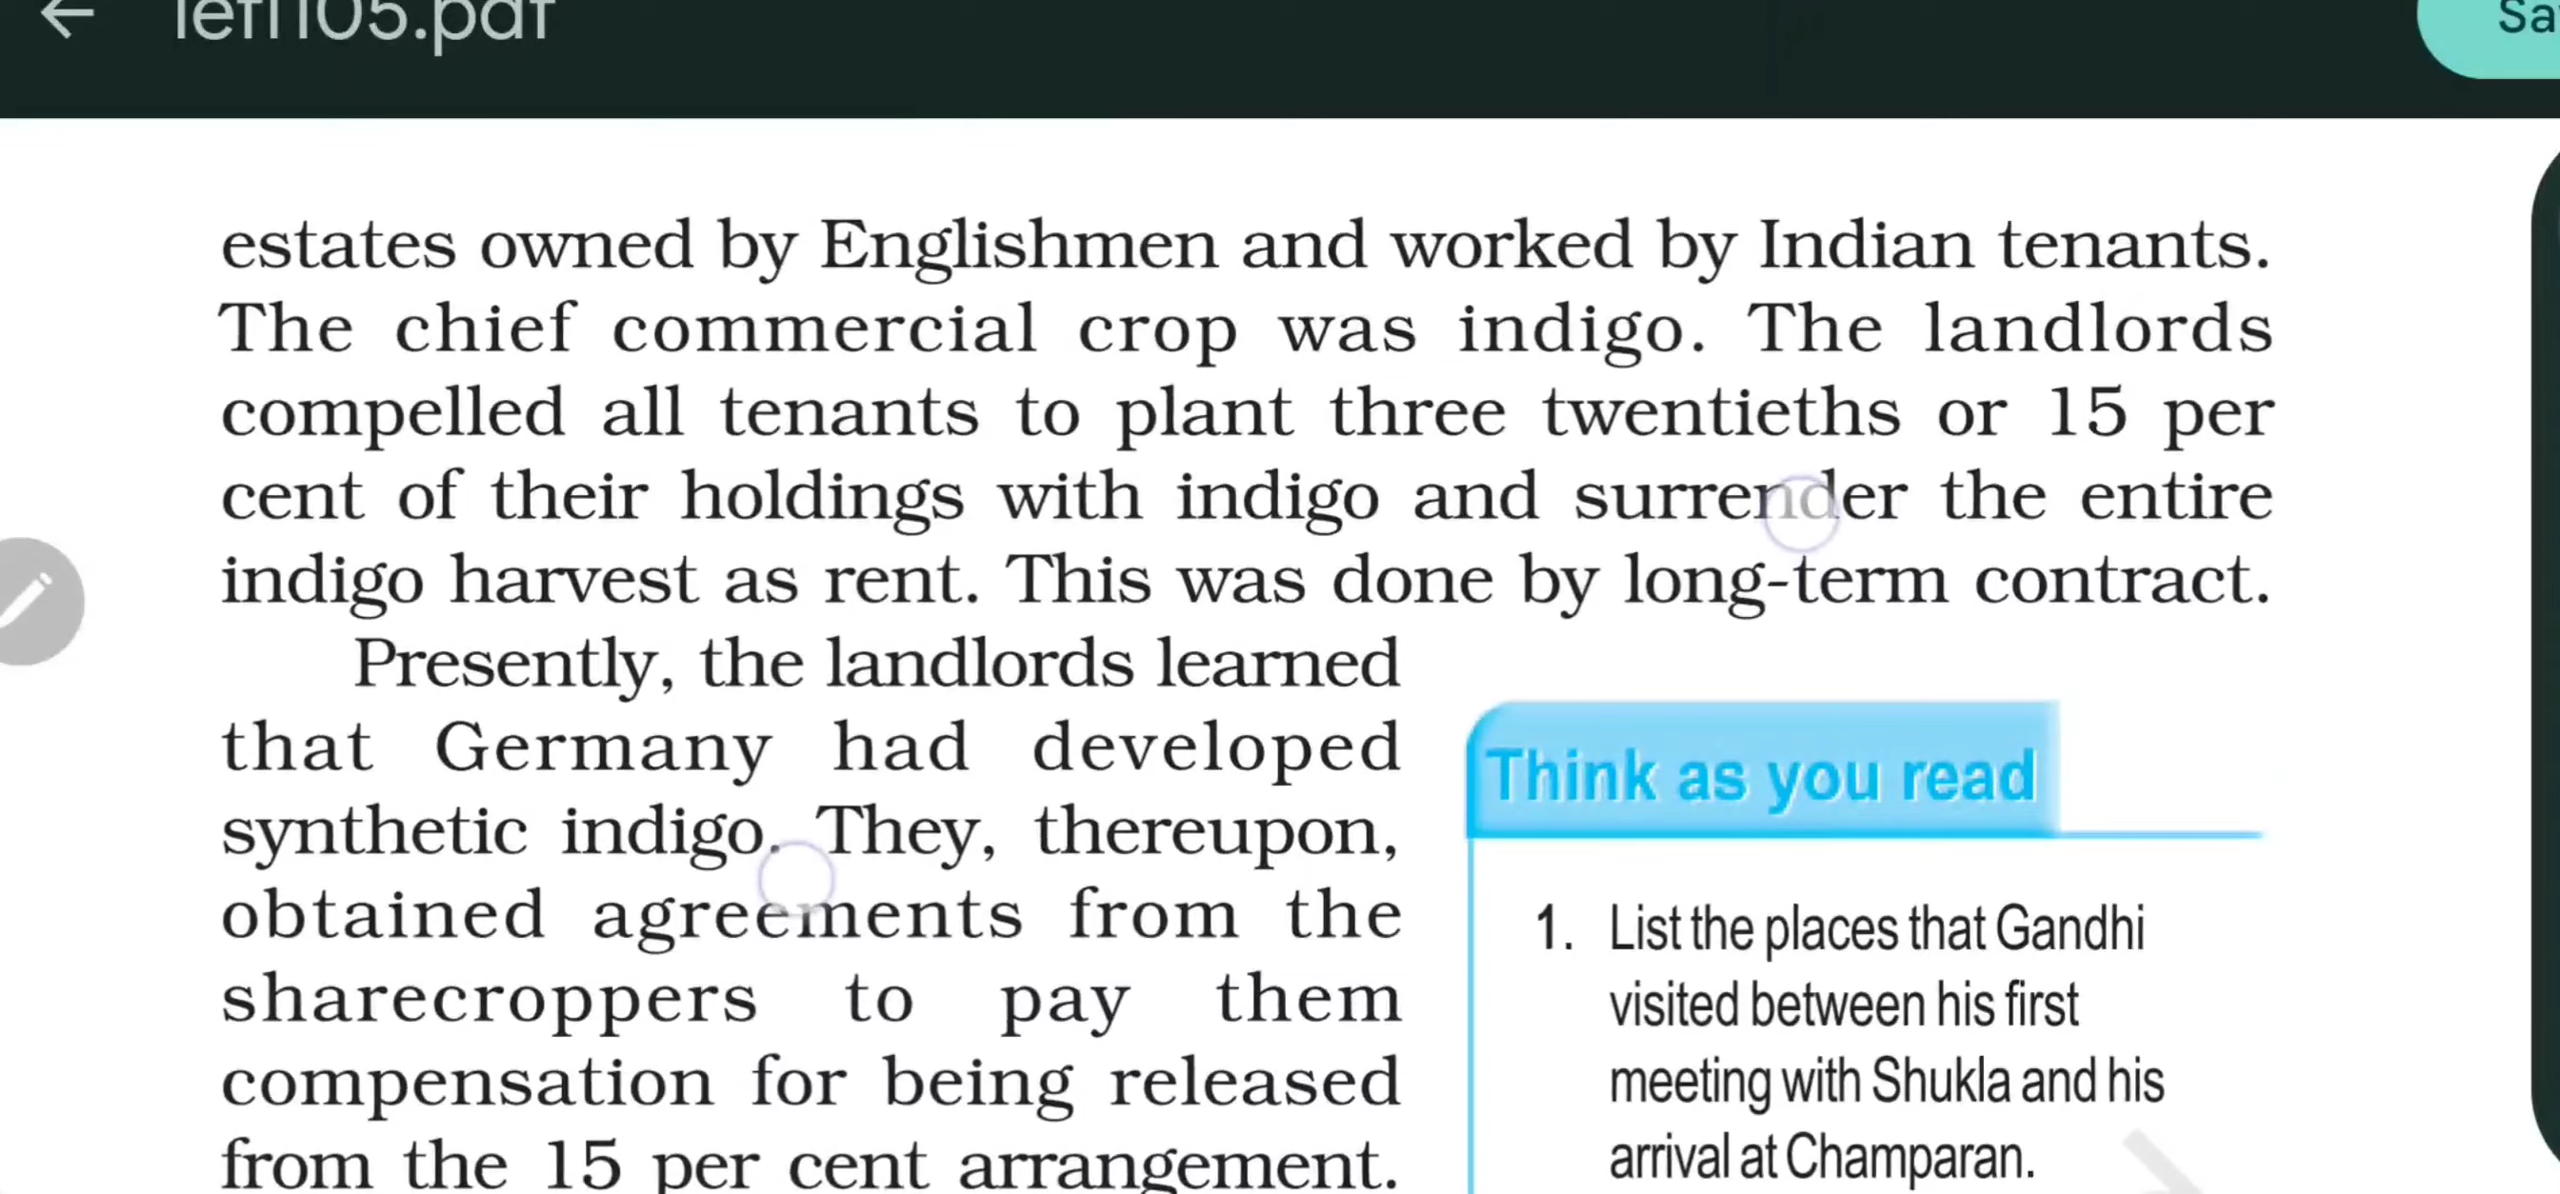 estates owned by Englishmen and worked by Indian tenants.
The chief commercial crop was indigo. The landlords
compelled all tenants to plant three twentieths or 15 per
cent of their holdings with indigo and surrender the entire
indigo harvest as rent. This was done by long-term contract.
Presently, the landlords learned
that Germany had developed
synthetic indigo. They, thereupon,
obtained agreements from the
sharecroppers to pay them
compensation for being released
from the 15 per cent arrangement.
Think as you read
1. List the places that Gandhi
visited between his first
meeting with Shukla and his
arrival at Champaran.